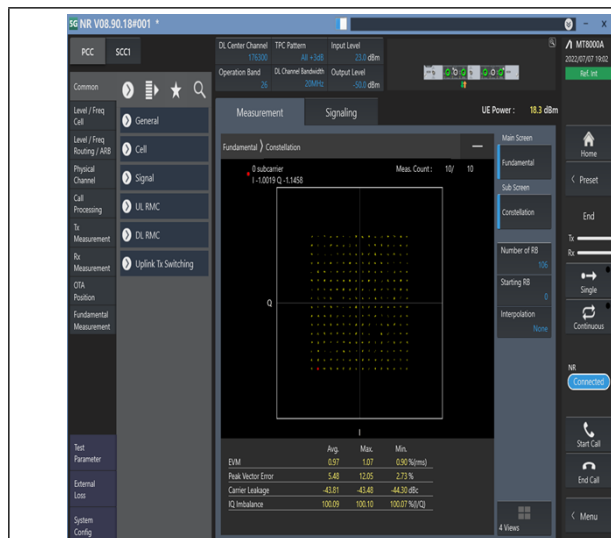 SG NR V08.90.18#001 *
PCC SCC1
DL Center Channel TPC Pattern Input Level
176300 All +3dB 23.0 dBm
Operation Band DL Channel Bandwidth Output Level
26 20MHz -50.0 dBm
MT8000A
2022/07/07 19:02
Ref. Int
Common
Level / Freq
Cell
Level / Freq
Routing / ARB
Physical
Channel
Call
Processing
Tx
Measurement
Rx
Measurement
OTA
Position
Fundamental
Measurement
Test
Parameter
External
Loss
System
Config
General
Cell
Signal
UL RMC
DL RMC
Uplink Tx Switching
Measurement Signaling
UE Power : 18.3 dBm
Fundamental Constellation
0 subcarrier Meas. Count : 10/ 10
I -1.0019 Q -1.1458
Q
I
Avg. Max. Min.
EVM 0.97 1.07 0.90 %(rms)
Peak Vector Error 5.48 12.05 2.73 %
Carrier Leakage -43.81 -43.48 -44.30 dBc
IQ Imbalance 100.09 100.10 100.07 %(I/Q)
Main Screen
Fundamental
Sub Screen
Constellation
Number of RB
106
Starting RB
0
Interpolation
None
4 Views
Home
Preset
End
Tx
Rx
Single
Continuous
NR
Connected
Start Call
End Call
Menu